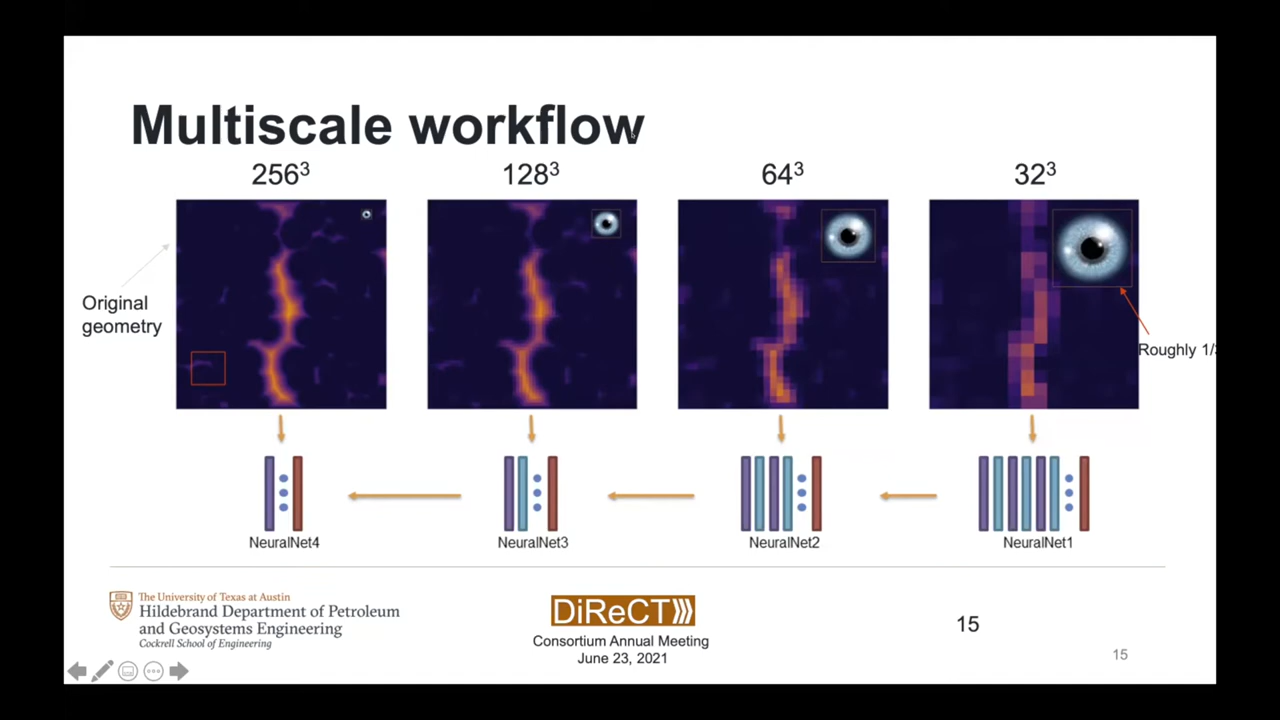 Multiscale workflow
256³
128³
64³
32³
Original
geometry
Roughly 1/
NeuralNet4
NeuralNet3
NeuralNet2
NeuralNet1
The University of Texas at Austin
Hildebrand Department of Petroleum
and Geosystems Engineering
Cockrell School of Engineering
DiReCT
Consortium Annual Meeting
June 23, 2021
15
15